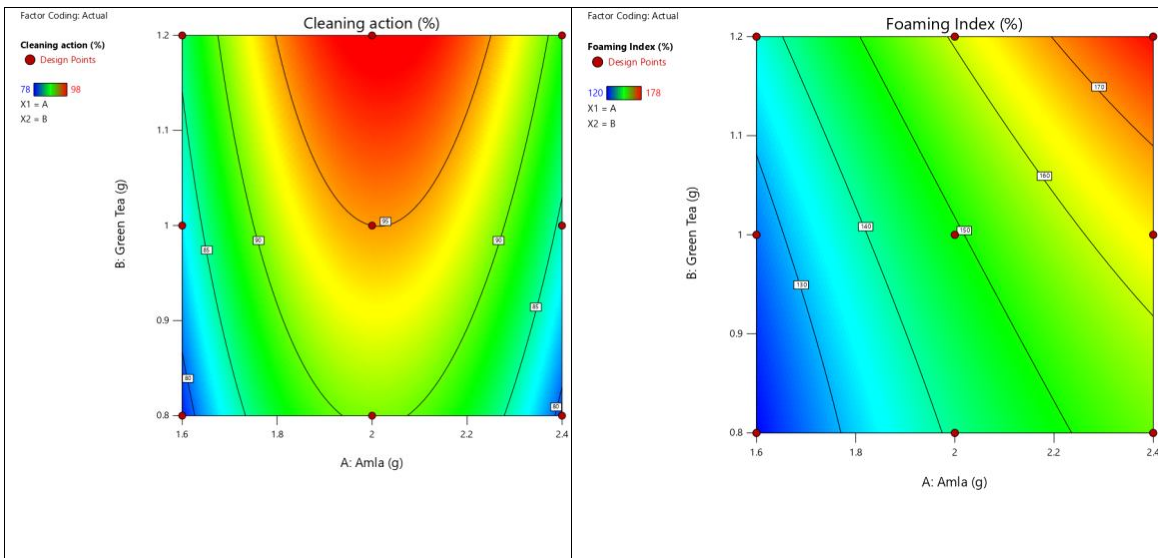 Factor Coding: Actual
Cleaning action (%)
Cleaning action (%)
Design Points
78 98
X1 = A
X2 = B
1.2
1.1
1
0.9
0.8
B: Green Tea (g)
95
90
90
85
85
80
80
1.6 1.8 2 2.2 2.4
A: Amla (g)
Factor Coding: Actual
Foaming Index (%)
Foaming Index (%)
Design Points
120 178
X1 = A
X2 = B
1.2
1.1
1
0.9
0.8
B: Green Tea (g)
170
160
140
150
130
1.6 1.8 2 2.2 2.4
A: Amla (g)